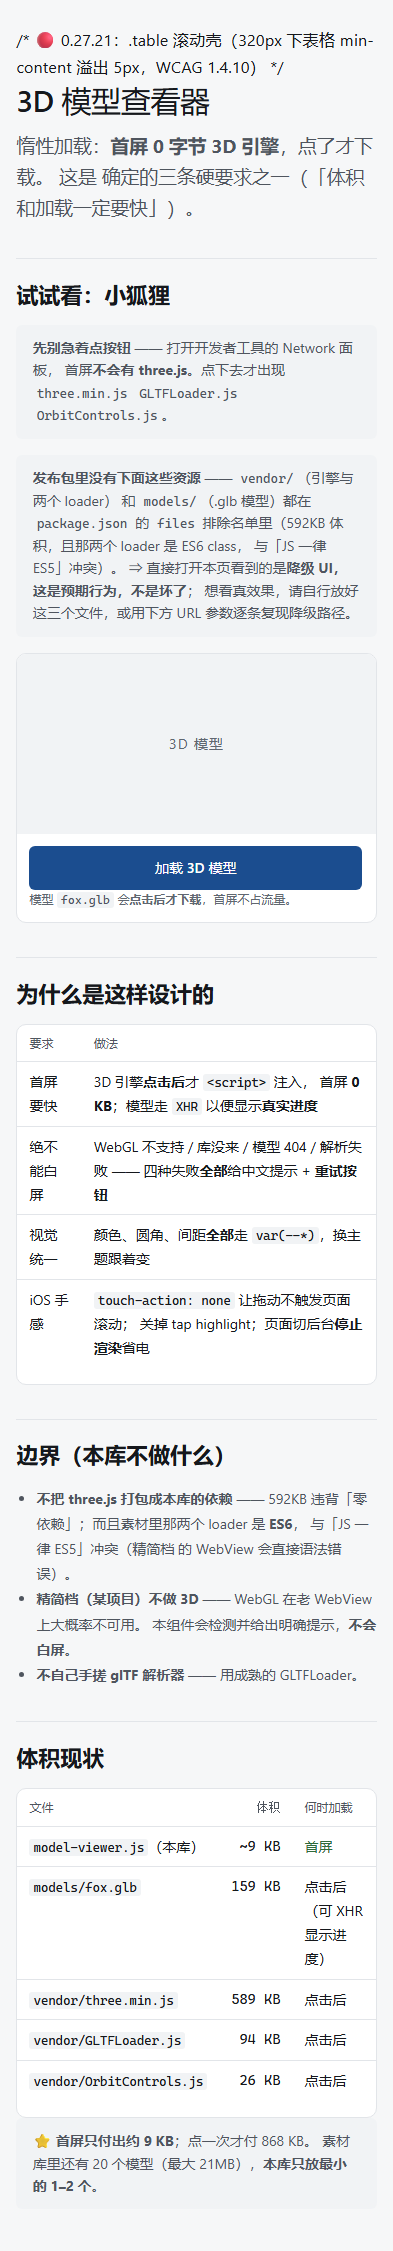 /* 🔴 0.27.21：.table 滚动壳（320px 下表格 min-
content 溢出 5px，WCAG 1.4.10） */
3D 模型查看器
惰性加载：首屏 0 字节 3D 引擎，点了才下
载。 这是 确定的三条硬要求之一（「体积
和加载一定要快」）。
试试看：小狐狸
先别急着点按钮 —— 打开开发者工具的 Network 面
板， 首屏不会有 three.js。点下去才出现
three.min.js GLTFLoader.js
OrbitControls.js 。
发布包里没有下面这些资源 —— vendor/ （引擎与
两个 loader） 和 models/ （.glb 模型）都在
package.json 的 files 排除名单里（592KB 体
积，且那两个 loader 是 ES6 class， 与「JS 一律
ES5」冲突）。 ⇒ 直接打开本页看到的是降级 UI，
这是预期行为，不是坏了； 想看真效果，请自行放好
这三个文件，或用下方 URL 参数逐条复现降级路径。
3D 模型
加载 3D 模型
模型 fox.glb 会点击后才下载，首屏不占流量。
为什么是这样设计的
要求 做法
首屏要快 3D 引擎点击后才 <script> 注入， 首屏 0
KB；模型走 XHR 以便显示真实进度
绝不能白屏 WebGL 不支持 / 库没来 / 模型 404 / 解析失
败 —— 四种失败全部给中文提示 + 重试按
钮
视觉统一 颜色、圆角、间距全部走 var(--*) ，换主
题跟着变
iOS 手感 touch-action: none 让拖动不触发页面
滚动； 关掉 tap highlight；页面切后台停止
渲染省电
边界（本库不做什么）
• 不把 three.js 打包成本库的依赖 —— 592KB 违背「零
依赖」；而且素材里那两个 loader 是 ES6， 与「JS 一
律 ES5」冲突（精简档 的 WebView 会直接语法错
误）。
• 精简档（某项目）不做 3D —— WebGL 在老 WebView
上大概率不可用。 本组件会检测并给出明确提示，不会
白屏。
• 不自己手搓 glTF 解析器 —— 用成熟的 GLTFLoader。
体积现状
文件 体积 何时加载
model-viewer.js （本库） ~9 KB 首屏
models/fox.glb 159 KB 点击后
（可 XHR
显示进
度）
vendor/three.min.js 589 KB 点击后
vendor/GLTFLoader.js 94 KB 点击后
vendor/OrbitControls.js 26 KB 点击后
⭐ 首屏只付出约 9 KB；点一次才付 868 KB。 素材
库里还有 20 个模型（最大 21MB），本库只放最小
的 1–2 个。